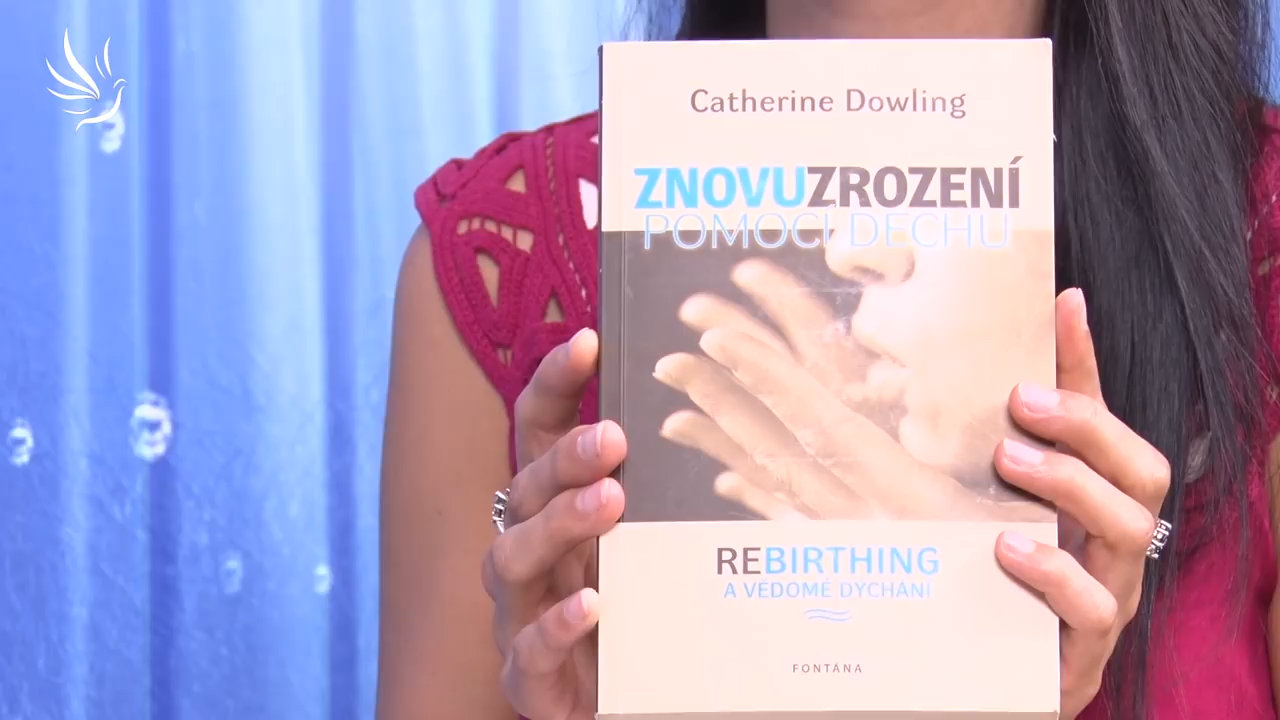 Catherine Dowling
ZNOVUZROZENÍ
POMOCÍ DECHU
REBIRTHING
A VĚDOMÉ DÝCHÁNÍ
FONTÁNA